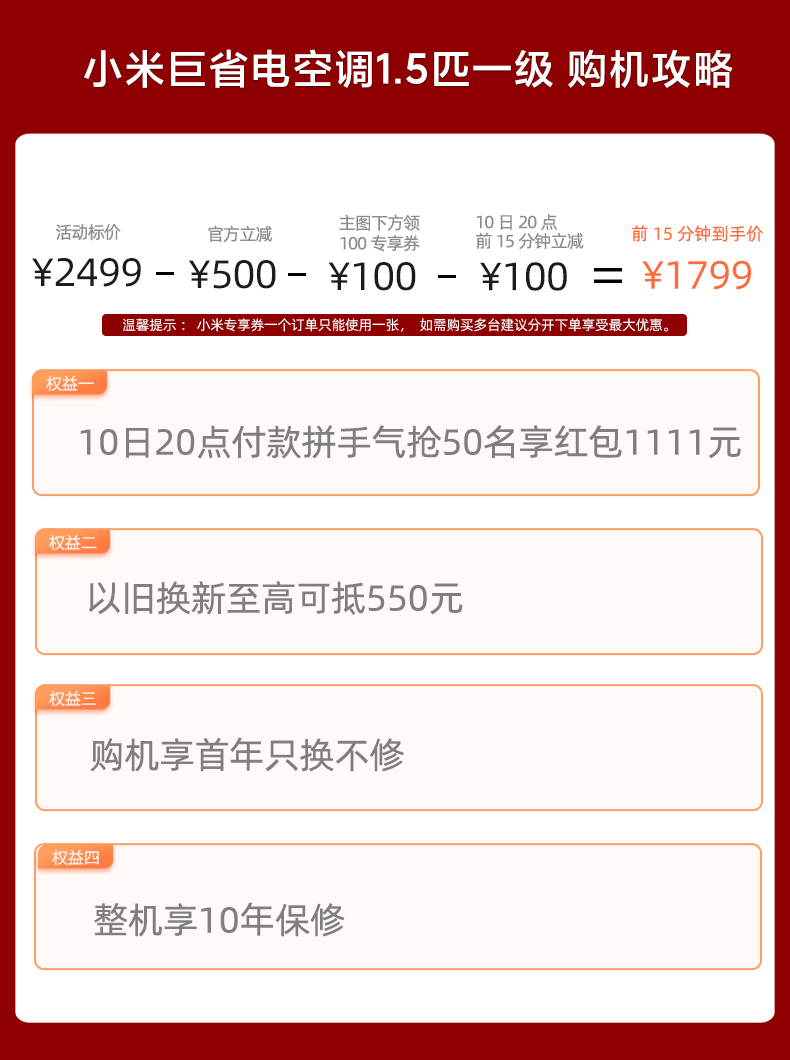 小米巨省电空调1.5匹一级 购机攻略
活动标价
¥2499
-
官方立减
¥500
-
主图下方领
100 专享券
¥100
-
10 日 20 点
前 15 分钟立减
¥100
=
前 15 分钟到手价
¥1799
温馨提示： 小米专享券一个订单只能使用一张， 如需购买多台建议分开下单享受最大优惠。
权益一
10日20点付款拼手气抢50名享红包1111元
权益二
以旧换新至高可抵550元
权益三
购机享首年只换不修
权益四
整机享10年保修